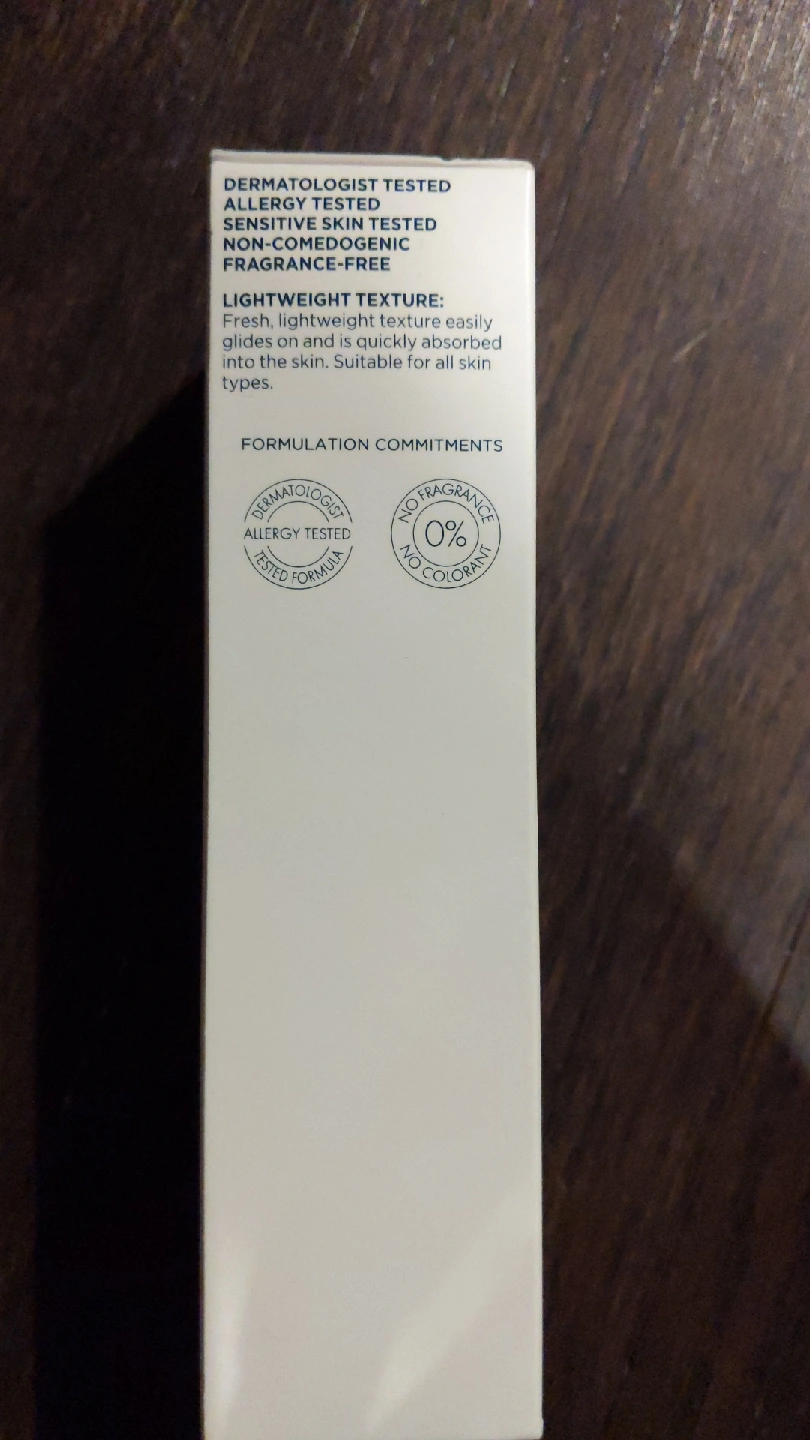 DERMATOLOGIST TESTED
ALLERGY TESTED
SENSITIVE SKIN TESTED
NON-COMEDOGENIC
FRAGRANCE-FREE
LIGHTWEIGHT TEXTURE:
Fresh, lightweight texture easily
glides on and is quickly absorbed
into the skin. Suitable for all skin
types.
FORMULATION COMMITMENTS
DERMATOLOGIST
ALLERGY TESTED
TESTED FORMULA
NO FRAGRANCE
0%
NO COLORANT